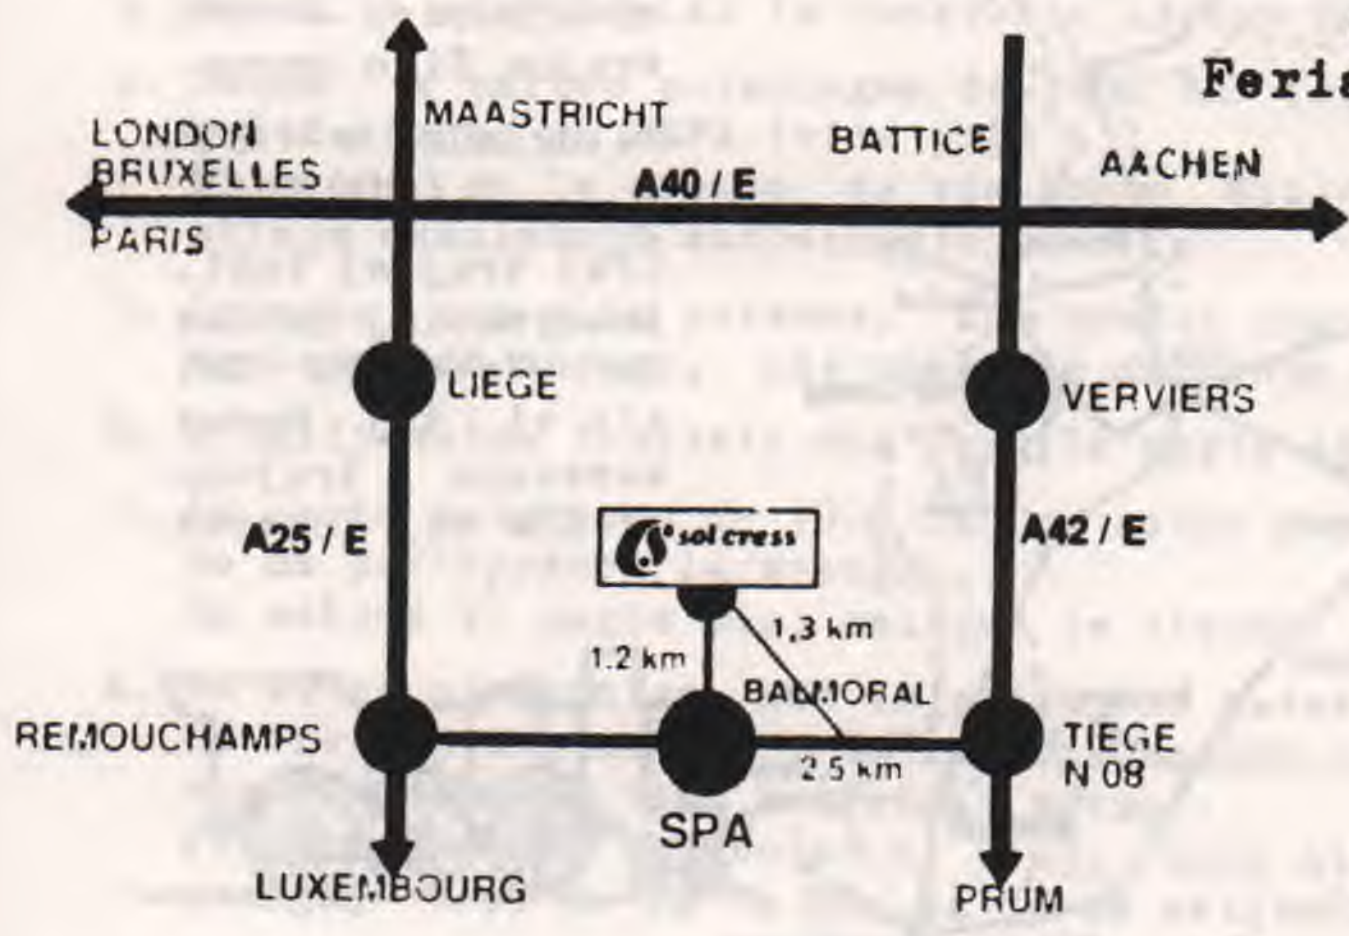 MAASTRICHT
LONDON
BRUXELLES
PARIS
A40 / E
BATTICE
AACHEN
LIEGE
VERVIERS
A25 / E
A42 / E
sol cress
1,3 km
1.2 km
BALMORAL
REMOUCHAMPS
2 5 km
TIEGE
N 08
SPA
LUXEMBOURG
PRUM